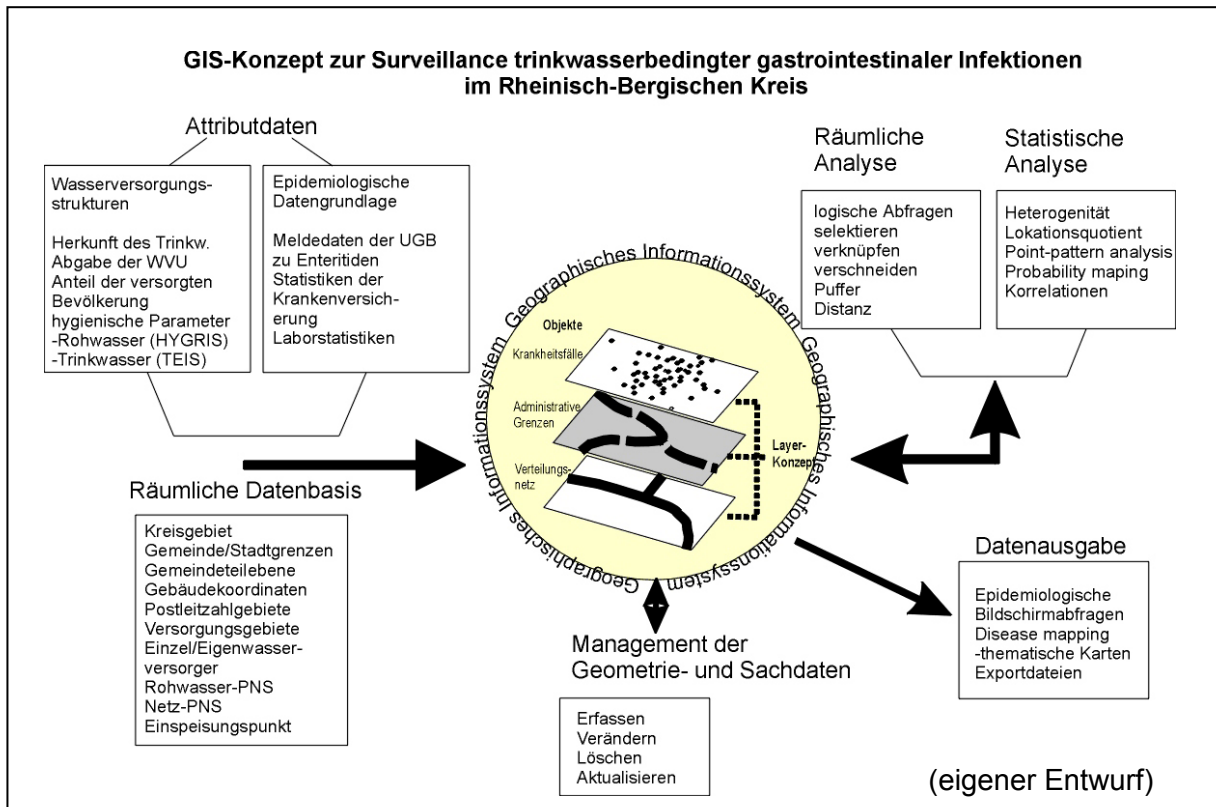 GIS-Konzept zur Surveillance trinkwasserbedingter gastrointestinaler Infektionen
im Rheinisch-Bergischen Kreis
Attributdaten
Wasserversorgungs-
strukturen
Herkunft des Trinkw.
Abgabe der WVU
Anteil der versorgten
Bevölkerung
hygienische Parameter
-Rohwasser (HYGRIS)
-Trinkwasser (TEIS)
Epidemiologische
Datengrundlage
Meldedaten der UGB
zu Enteritiden
Statistiken der
Krankenversich-
erung
Laborstatistiken
Räumliche
Analyse
logische Abfragen
selektieren
verknüpfen
verschneiden
Puffer
Distanz
Statistische
Analyse
Heterogenität
Lokationsquotient
Point-pattern analysis
Probability maping
Korrelationen
Geographisches Informationssystem
Geographisches Informationssystem
Geographisches Informationssystem
Objekte
Krankheitsfälle
Administrative
Grenzen
Verteilungs-
netz
Layer-
Konzept
Räumliche Datenbasis
Kreisgebiet
Gemeinde/Stadtgrenzen
Gemeindeteilebene
Gebäudekoordinaten
Postleitzahlgebiete
Versorgungsgebiete
Einzel/Eigenwasser-
versorger
Rohwasser-PNS
Netz-PNS
Einspeisungspunkt
Management der
Geometrie- und Sachdaten
Erfassen
Verändern
Löschen
Aktualisieren
Datenausgabe
Epidemiologische
Bildschirmabfragen
Disease mapping
-thematische Karten
Exportdateien
(eigener Entwurf)